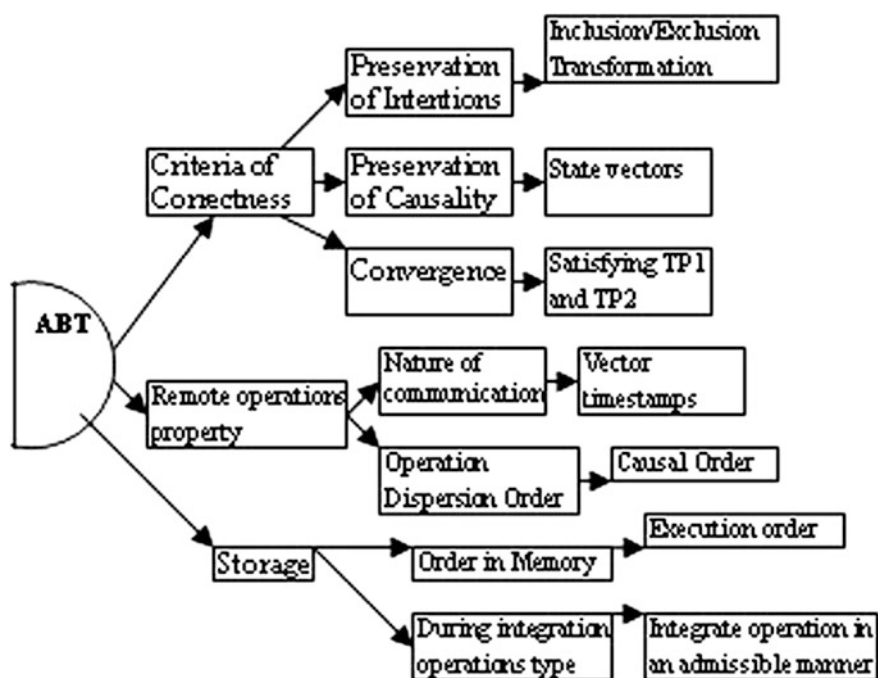 ABT
Criteria of
Correctness
Preservation
of Intentions
Inclusion/Exclusion
Transformation
Preservation
of Causality
State vectors
Convergence
Satisfying TP1
and TP2
Remote operations
property
Nature of
communication
Vector
timestamps
Operation
Dispersion Order
Causal Order
Storage
Order in Memory
Execution order
During integration
operations type
Integrate operation in
an admissible manner